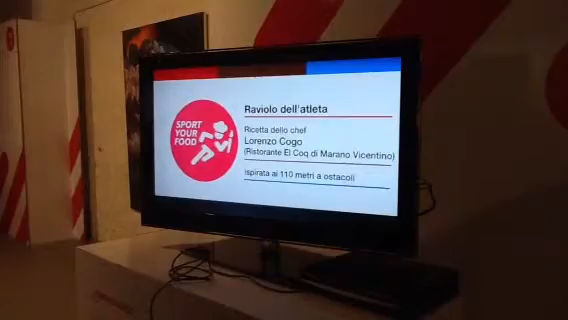 SPORT
YOUR
FOOD
Raviolo dell'atleta
Ricetta dello chef
Lorenzo Cogo
(Ristorante El Coq di Marano Vicentino)
Ispirata ai 110 metri a ostacoli